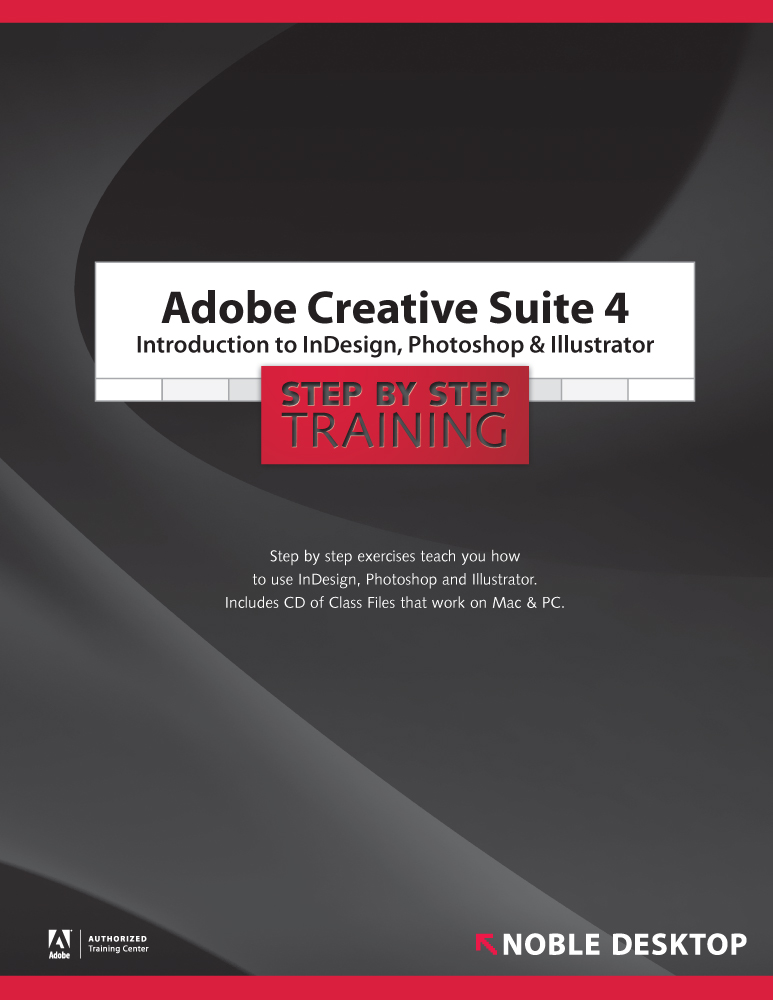 Adobe Creative Suite 4
Introduction to InDesign, Photoshop & Illustrator
STEP BY STEP
TRAINING
Step by step exercises teach you how
to use InDesign, Photoshop and Illustrator.
Includes CD of Class Files that work on Mac & PC.
Adobe
AUTHORIZED
Training Center
NOBLE DESKTOP